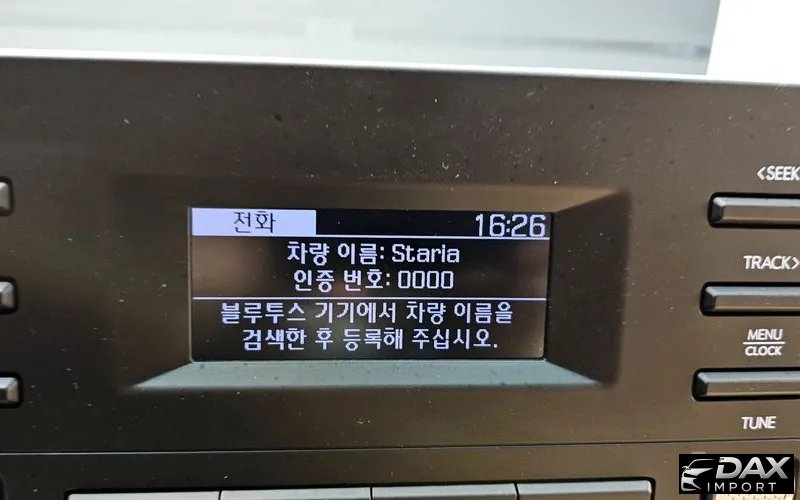 <SEEK
전화 16:26
차량 이름: Staria
인증 번호: 0000
블루투스 기기에서 차량 이름을
검색한 후 등록해 주십시오.
TRACK>
MENU
CLOCK
TUNE
DAX
IMPORT